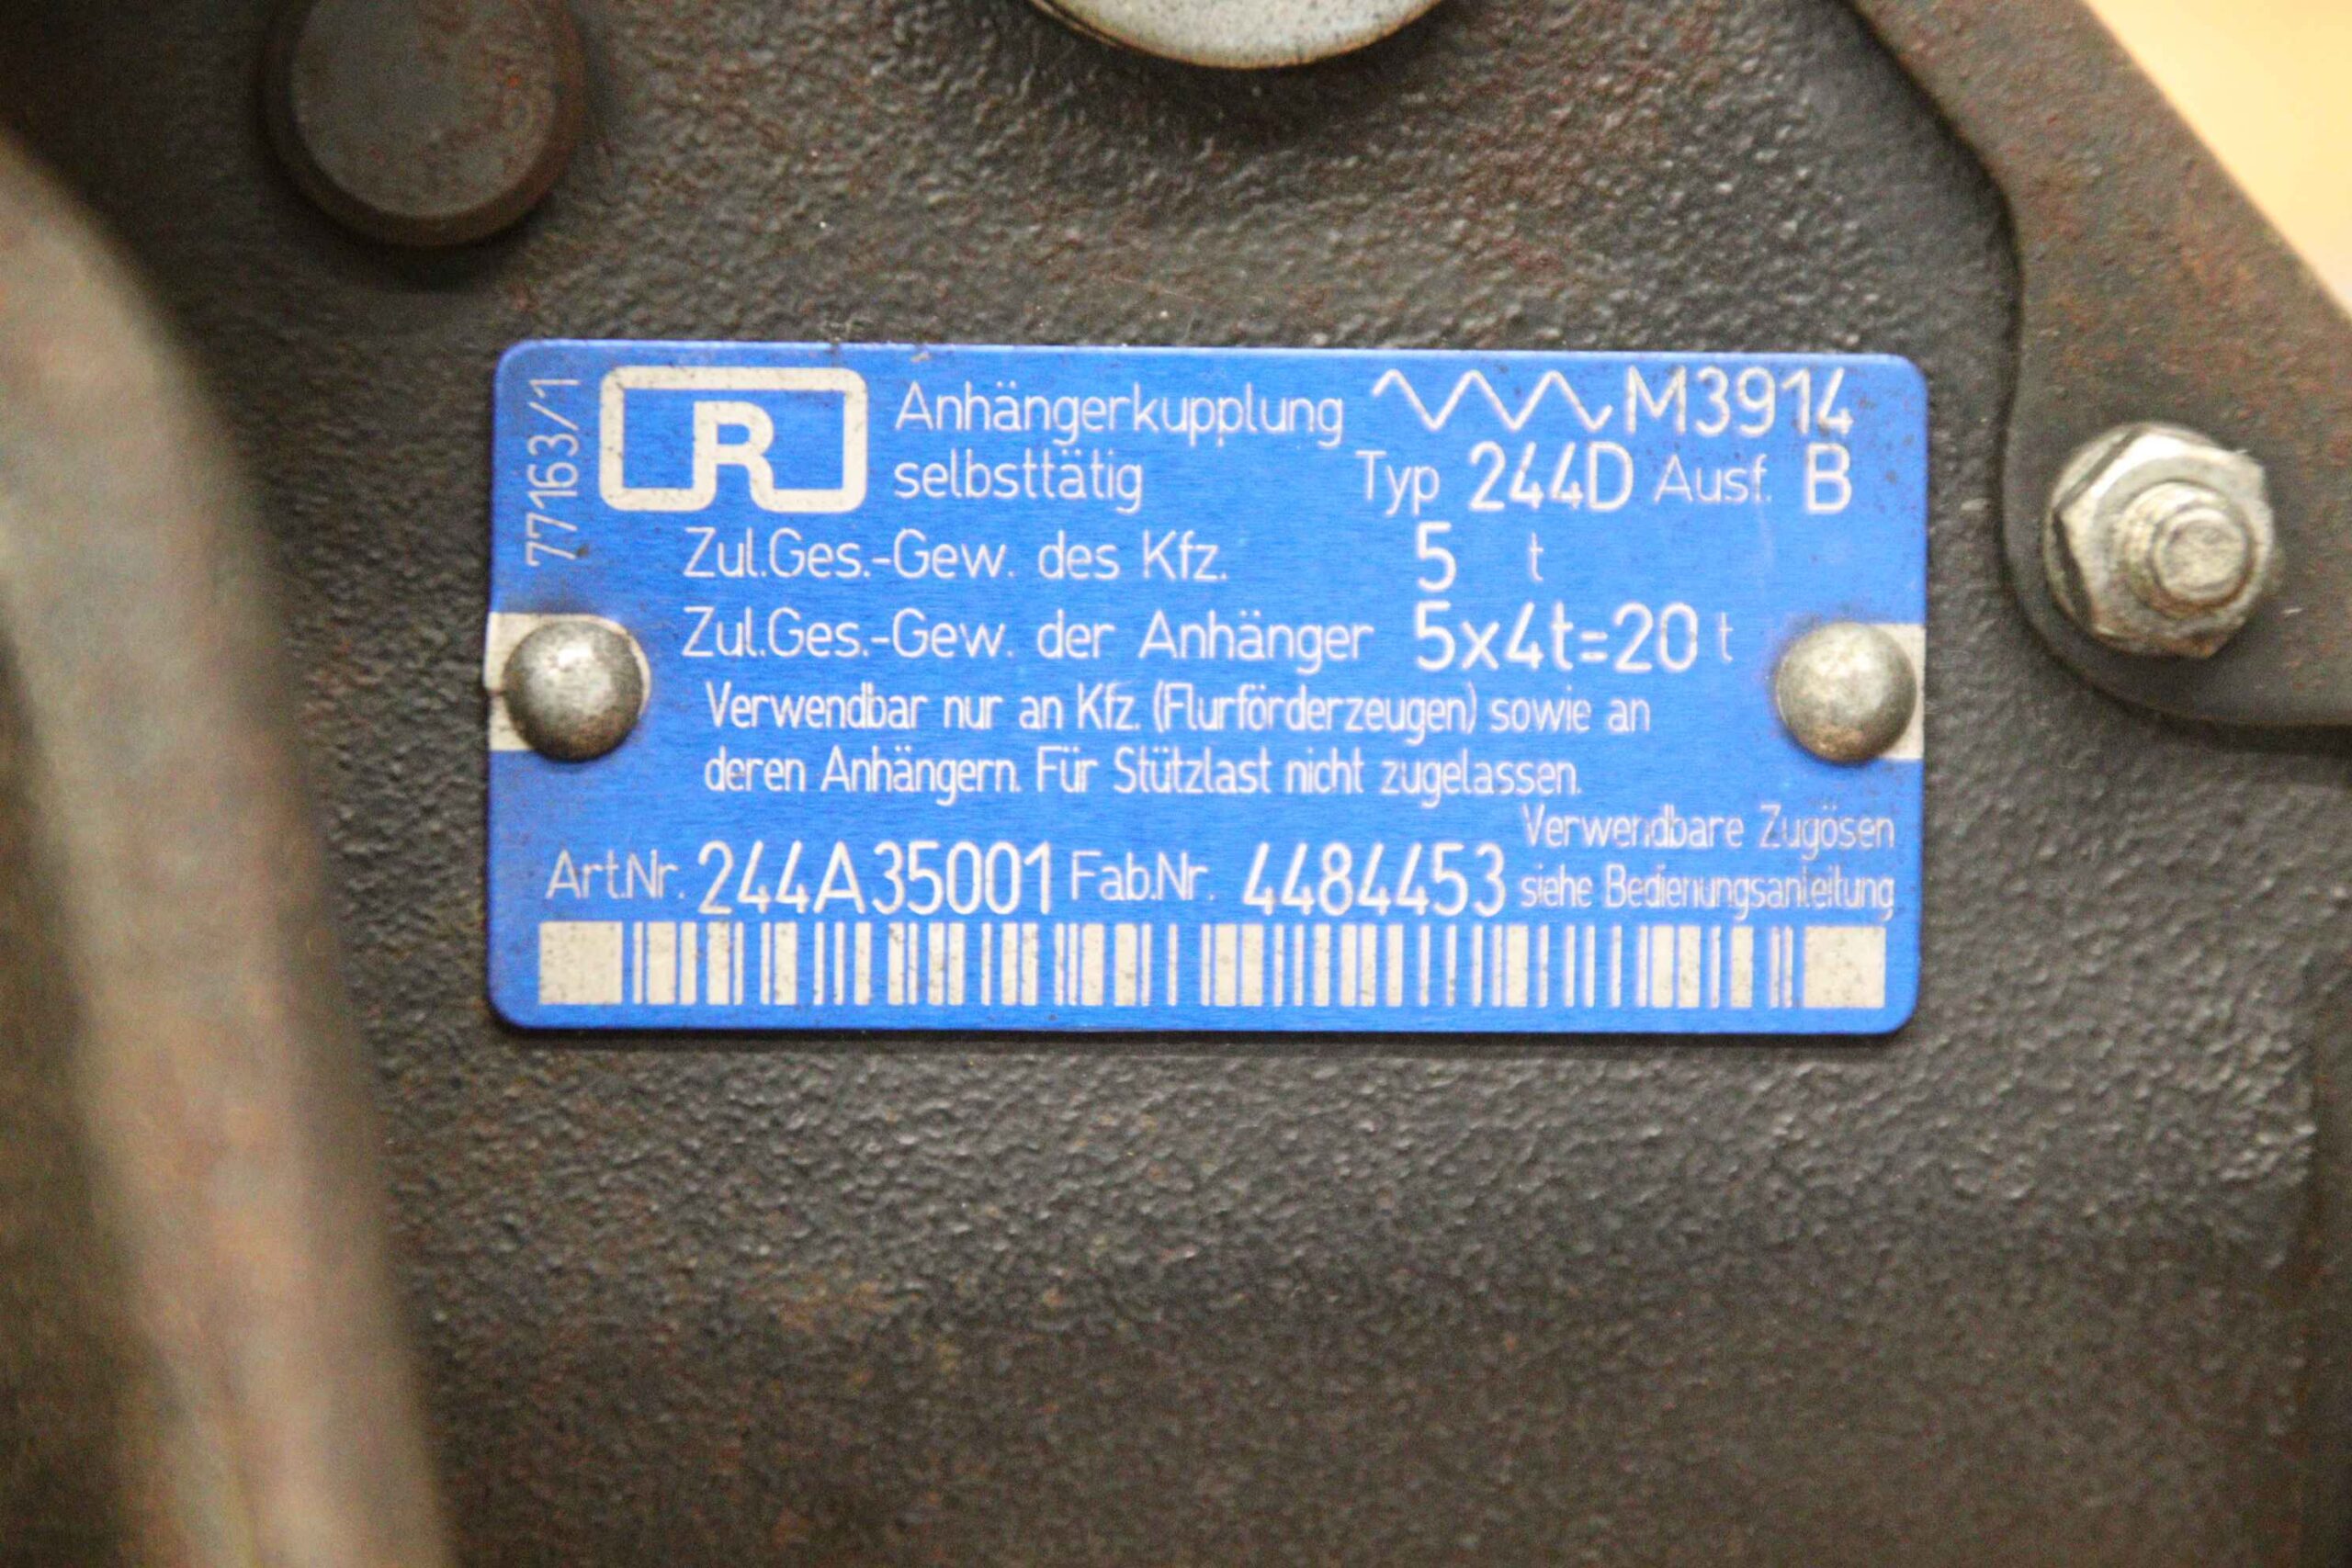 77163/1
R
Anhängerkupplung M3914
selbsttätig Typ 244D Ausf. B
Zul.Ges.-Gew. des Kfz. 5 t
Zul.Ges.-Gew. der Anhänger 5x4t=20 t
Verwendbar nur an Kfz. (Flurförderzeugen) sowie an
deren Anhängern. Für Stützlast nicht zugelassen.
Verwendbare Zugösen
Art.Nr. 244A35001 Fab.Nr. 4484453 siehe Bedienungsanleitung